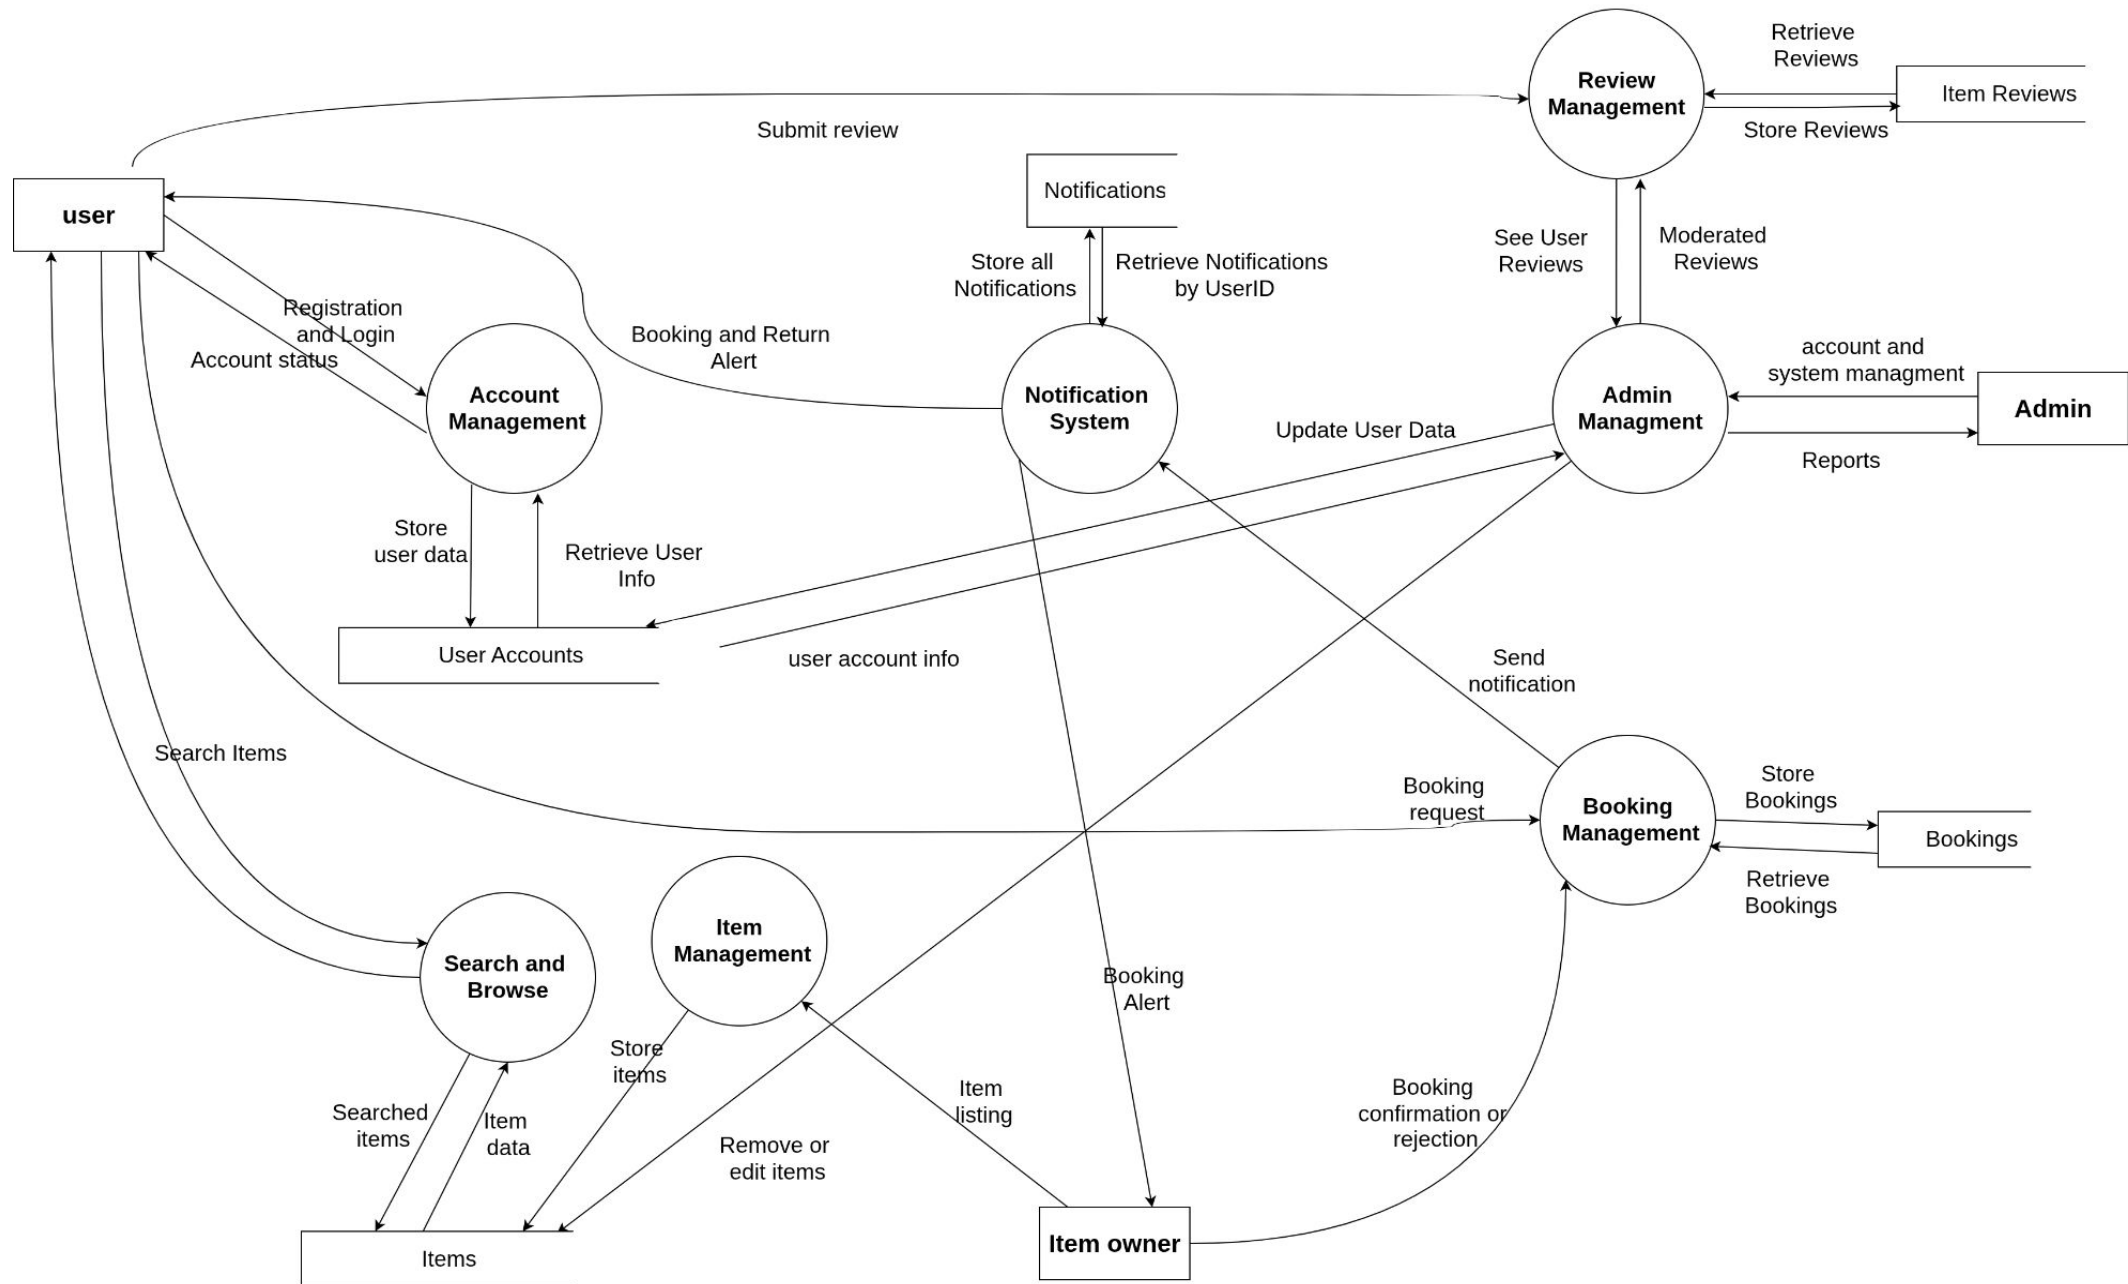 Retrieve
Reviews
Review
Management
Item Reviews
Submit review
Store Reviews
Notifications
user
See User
Reviews
Moderated
Reviews
Store all
Notifications
Retrieve Notifications
by UserID
Registration
and Login
Account status
Booking and Return
Alert
account and
system managment
Account
Management
Notification
System
Admin
Managment
Admin
Update User Data
Reports
Store
user data
Retrieve User
Info
User Accounts
user account info
Send
notification
Search Items
Booking
request
Booking
Management
Store
Bookings
Bookings
Retrieve
Bookings
Item
Management
Search and
Browse
Booking
Alert
Store
items
Searched
items
Item
data
Item
listing
Booking
confirmation or
rejection
Remove or
edit items
Items
Item owner